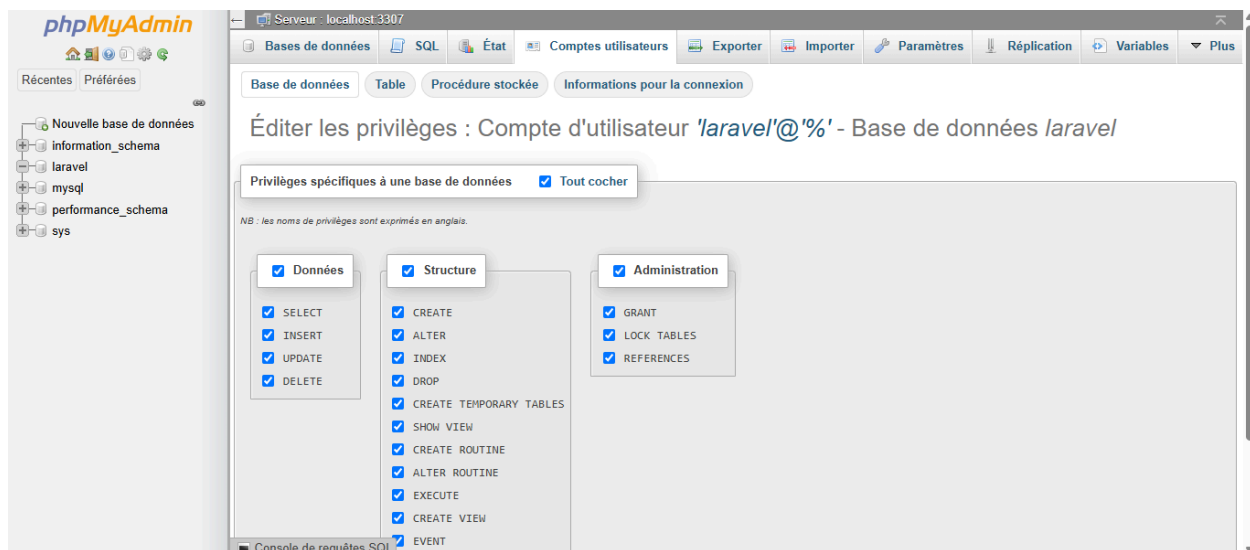 phpMyAdmin
Récentes Préférées
Nouvelle base de données
information_schema
laravel
mysql
performance_schema
sys
Serveur : localhost:3307
Bases de données SQL État Comptes utilisateurs Exporter Importer Paramètres Réplication Variables Plus
Base de données Table Procédure stockée Informations pour la connexion
Éditer les privilèges : Compte d'utilisateur 'laravel'@'%' - Base de données laravel
Privilèges spécifiques à une base de données Tout cocher
NB : les noms de privilèges sont exprimés en anglais.
Données
SELECT
INSERT
UPDATE
DELETE
Structure
CREATE
ALTER
INDEX
DROP
CREATE TEMPORARY TABLES
SHOW VIEW
CREATE ROUTINE
ALTER ROUTINE
EXECUTE
CREATE VIEW
EVENT
Administration
GRANT
LOCK TABLES
REFERENCES
Console de requêtes SQL